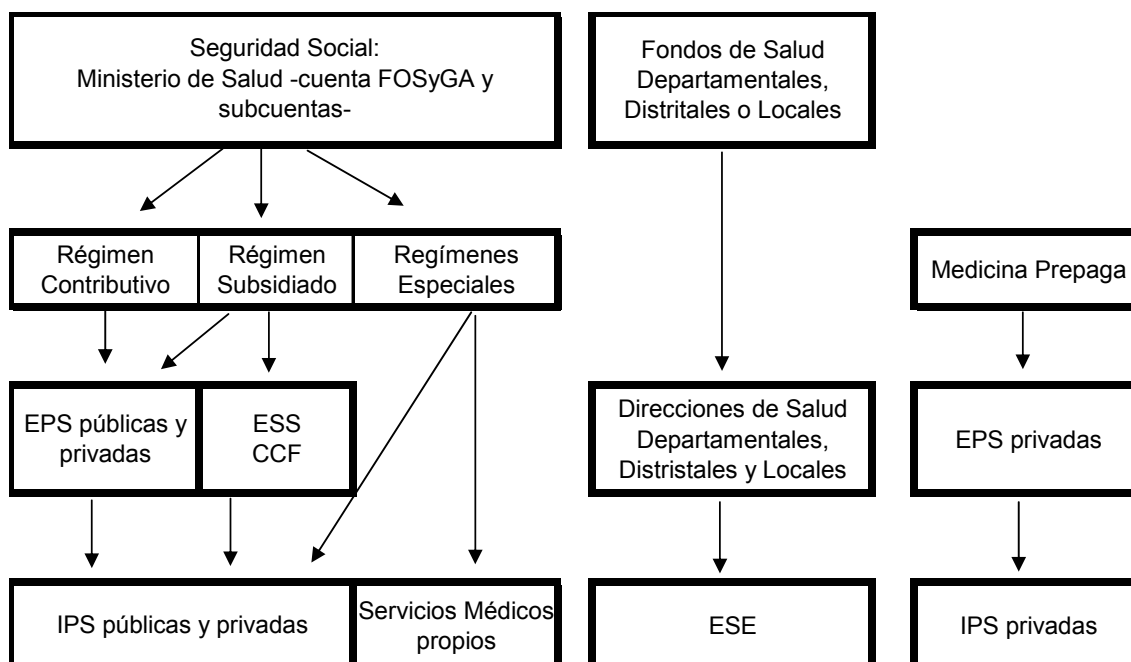 Seguridad Social:
Ministerio de Salud -cuenta FOSyGA y
subcuentas-
Fondos de Salud
Departamentales,
Distritales o Locales
Régimen
Contributivo
Régimen
Subsidiado
Regímenes
Especiales
Medicina Prepaga
EPS públicas y
privadas
ESS
CCF
Direcciones de Salud
Departamentales,
Distristales y Locales
EPS privadas
IPS públicas y privadas
Servicios Médicos
propios
ESE
IPS privadas